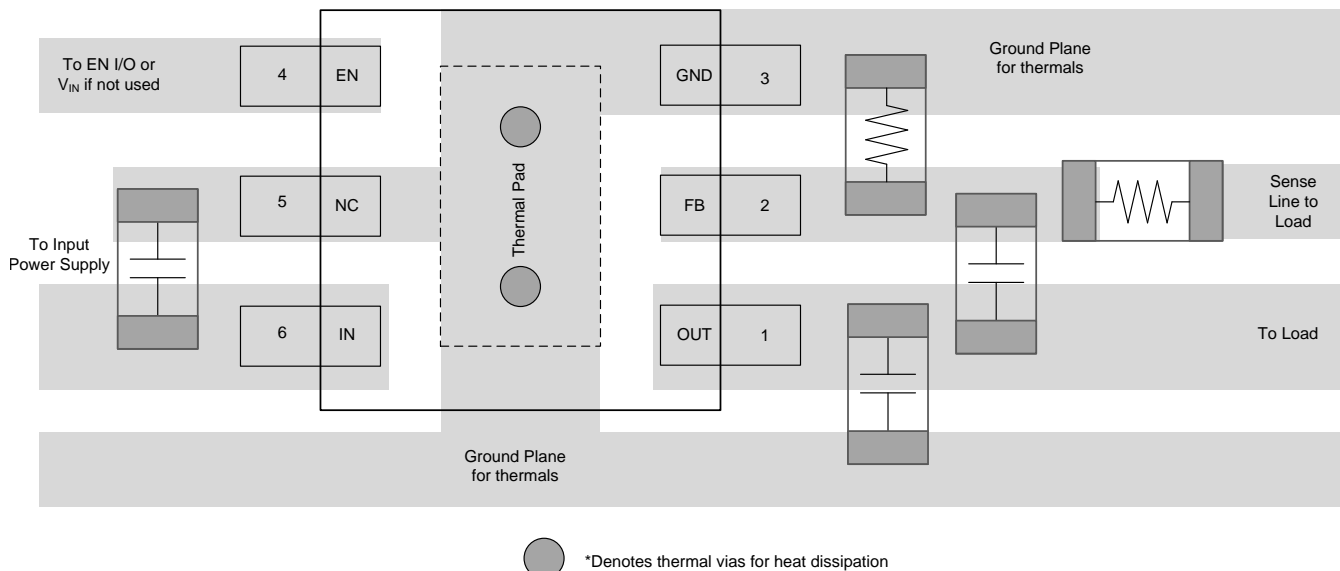 To EN I/O or
VIN if not used
4
EN
GND
3
Ground Plane
for thermals
5
NC
Thermal Pad
FB
2
Sense
Line to
Load
To Input
Power Supply
6
IN
OUT
1
To Load
Ground Plane
for thermals
*Denotes thermal vias for heat dissipation